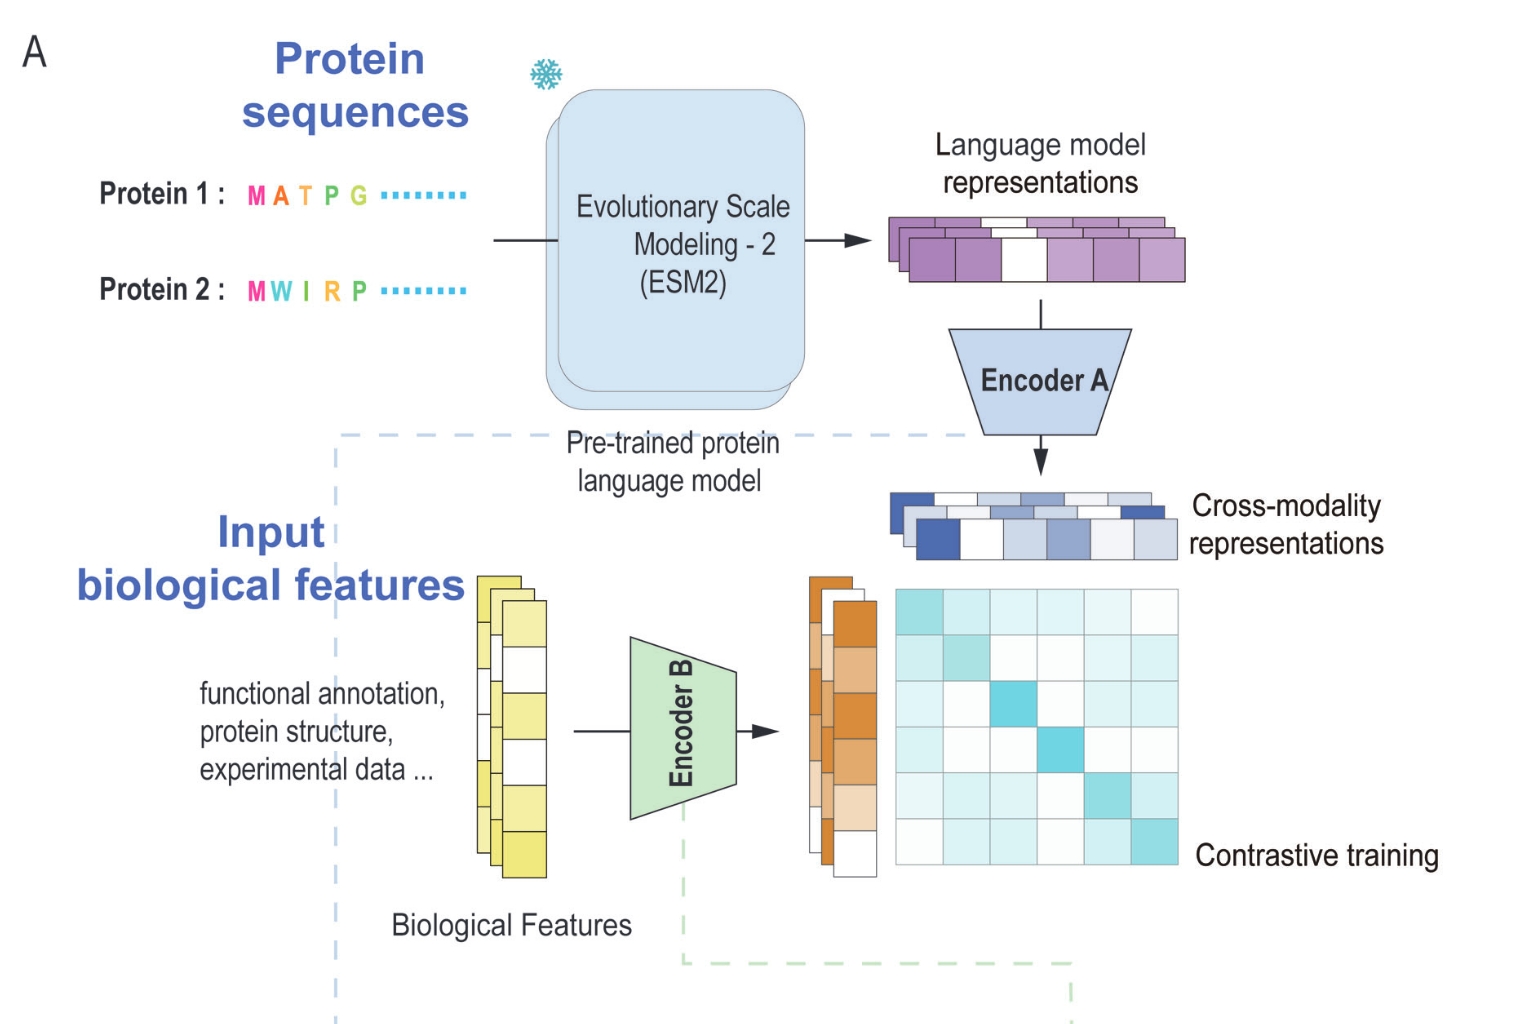 A
Protein
sequences
Protein 1 : M A T P G
Protein 2 : M W I R P
Evolutionary Scale
Modeling - 2
(ESM2)
Pre-trained protein
language model
Language model
representations
Encoder A
Cross-modality
representations
Input
biological features
functional annotation,
protein structure,
experimental data ...
Biological Features
Encoder B
Contrastive training